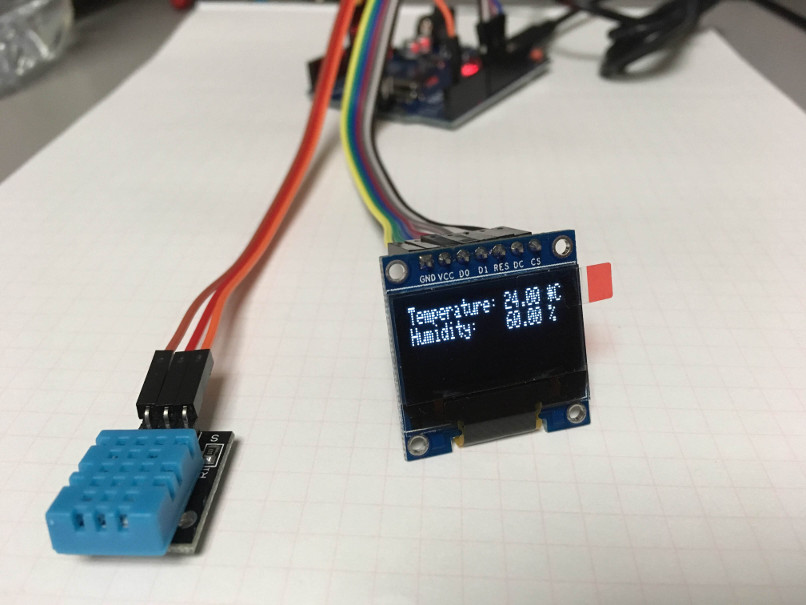 GND VCC D0 D1 RES DC CS
Temperature: 24.00 *C
Humidity: 60.00 %
S